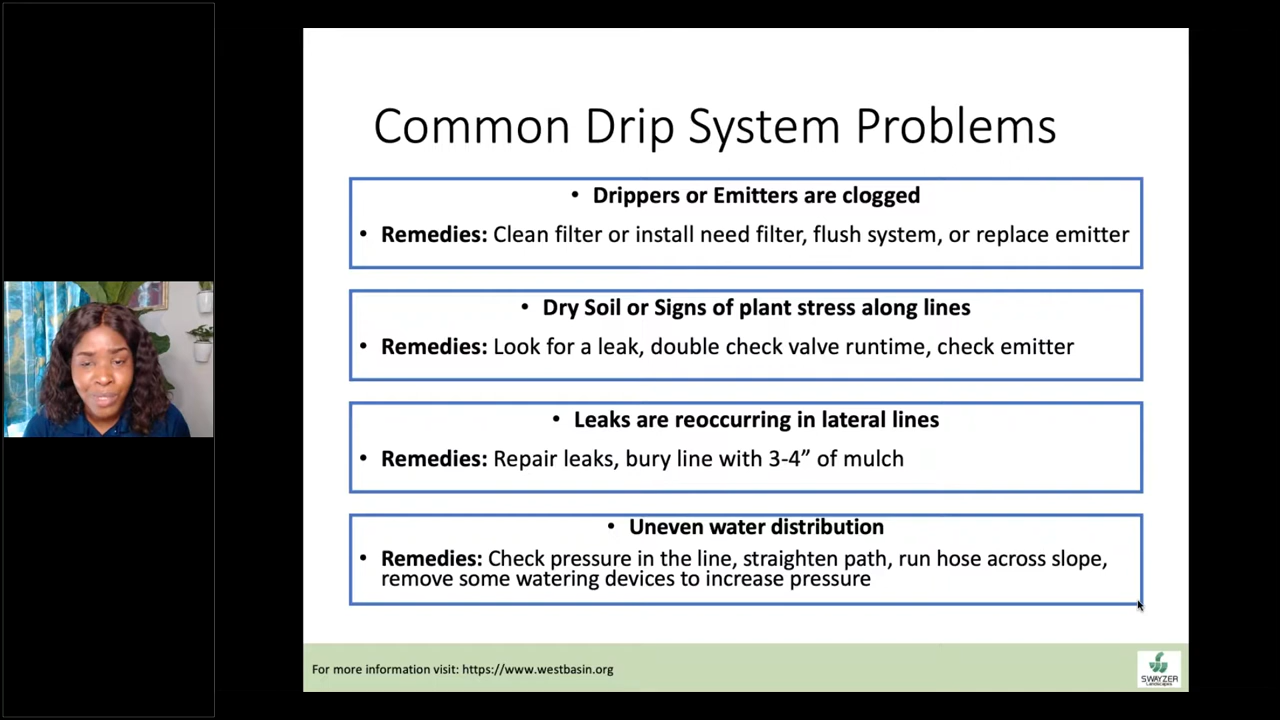 Common Drip System Problems
• Drippers or Emitters are clogged
• Remedies: Clean filter or install need filter, flush system, or replace emitter
• Dry Soil or Signs of plant stress along lines
• Remedies: Look for a leak, double check valve runtime, check emitter
• Leaks are reoccurring in lateral lines
• Remedies: Repair leaks, bury line with 3-4” of mulch
• Uneven water distribution
• Remedies: Check pressure in the line, straighten path, run hose across slope,
remove some watering devices to increase pressure
For more information visit: https://www.westbasin.org
SWAYZER
Landscapes